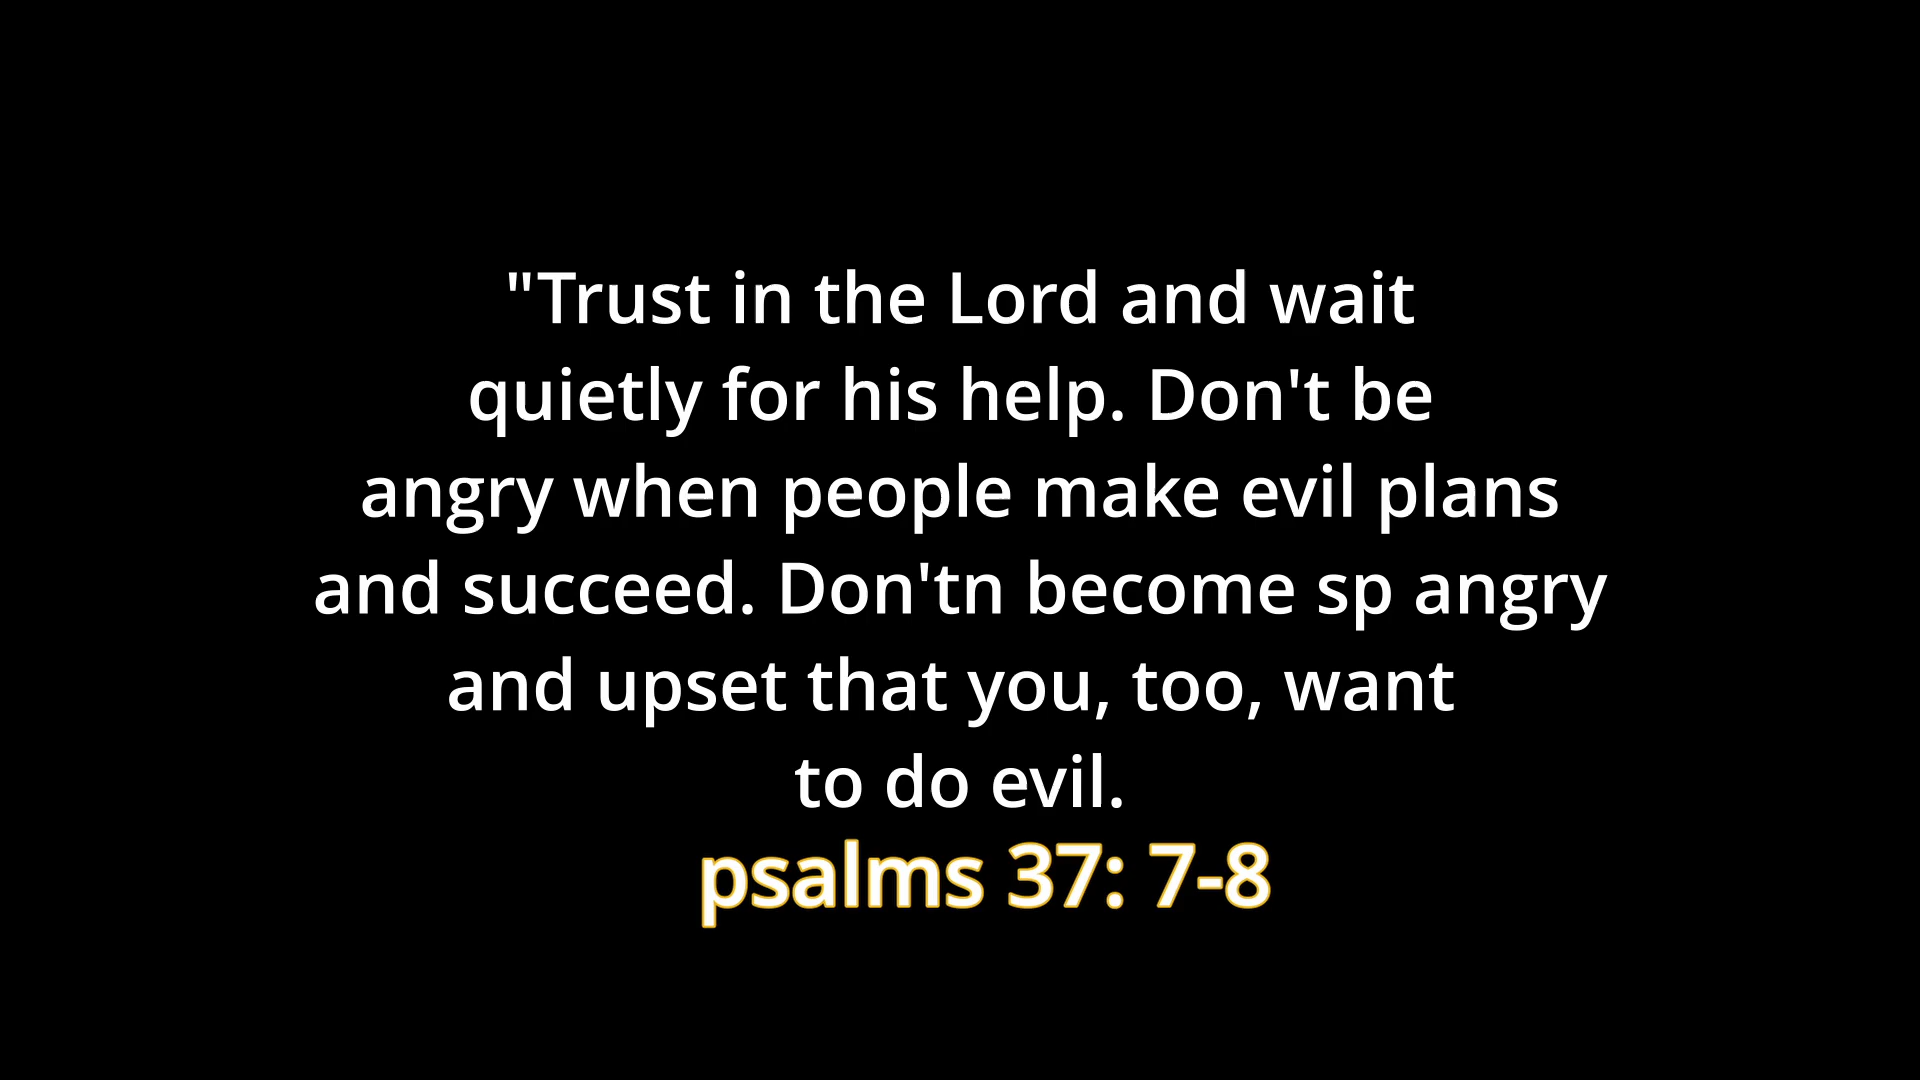 "Trust in the Lord and wait
quietly for his help. Don't be
angry when people make evil plans
and succeed. Don'tn become sp angry
and upset that you, too, want
to do evil.
psalms 37: 7-8